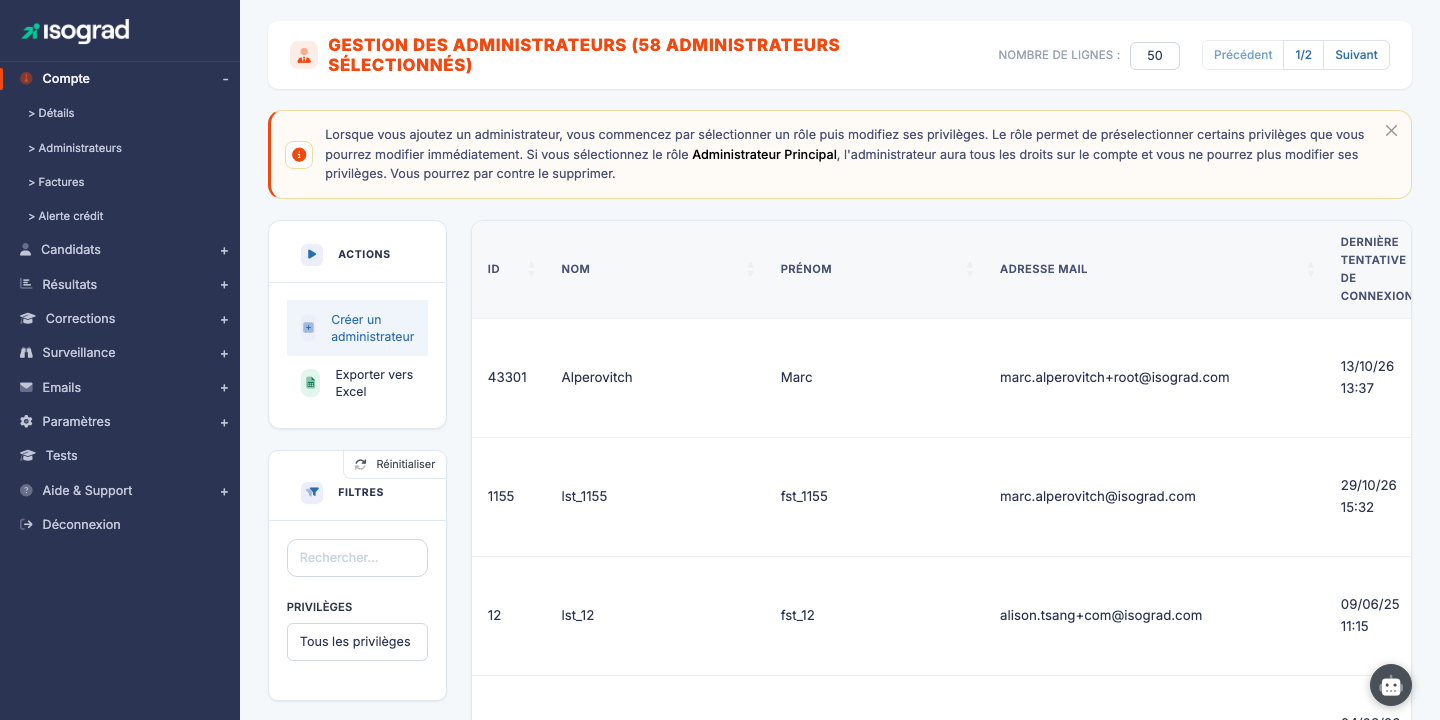 isograd
Compte -
> Détails
> Administrateurs
> Factures
> Alerte crédit
Candidats +
Résultats +
Corrections +
Surveillance +
Emails +
Paramètres +
Tests
Aide & Support +
Déconnexion
GESTION DES ADMINISTRATEURS (58 ADMINISTRATEURS
SÉLECTIONNÉS)
NOMBRE DE LIGNES : 50
Précédent 1/2 Suivant
Lorsque vous ajoutez un administrateur, vous commencez par sélectionner un rôle puis modifiez ses privilèges. Le rôle permet de préselectionner certains privilèges que vous
pourrez modifier immédiatement. Si vous sélectionnez le rôle Administrateur Principal, l'administrateur aura tous les droits sur le compte et vous ne pourrez plus modifier ses
privilèges. Vous pourrez par contre le supprimer.
ACTIONS
Créer un
administrateur
Exporter vers
Excel
Réinitialiser
FILTRES
Rechercher...
PRIVILÈGES
Tous les privilèges
ID NOM PRÉNOM ADRESSE MAIL
DERNIÈRE
TENTATIVE
DE
CONNEXION
43301 Alperovitch Marc marc.alperovitch+root@isograd.com
13/10/26
13:37
1155 lst_1155 fst_1155 marc.alperovitch@isograd.com
29/10/26
15:32
12 lst_12 fst_12 alison.tsang+com@isograd.com
09/06/25
11:15